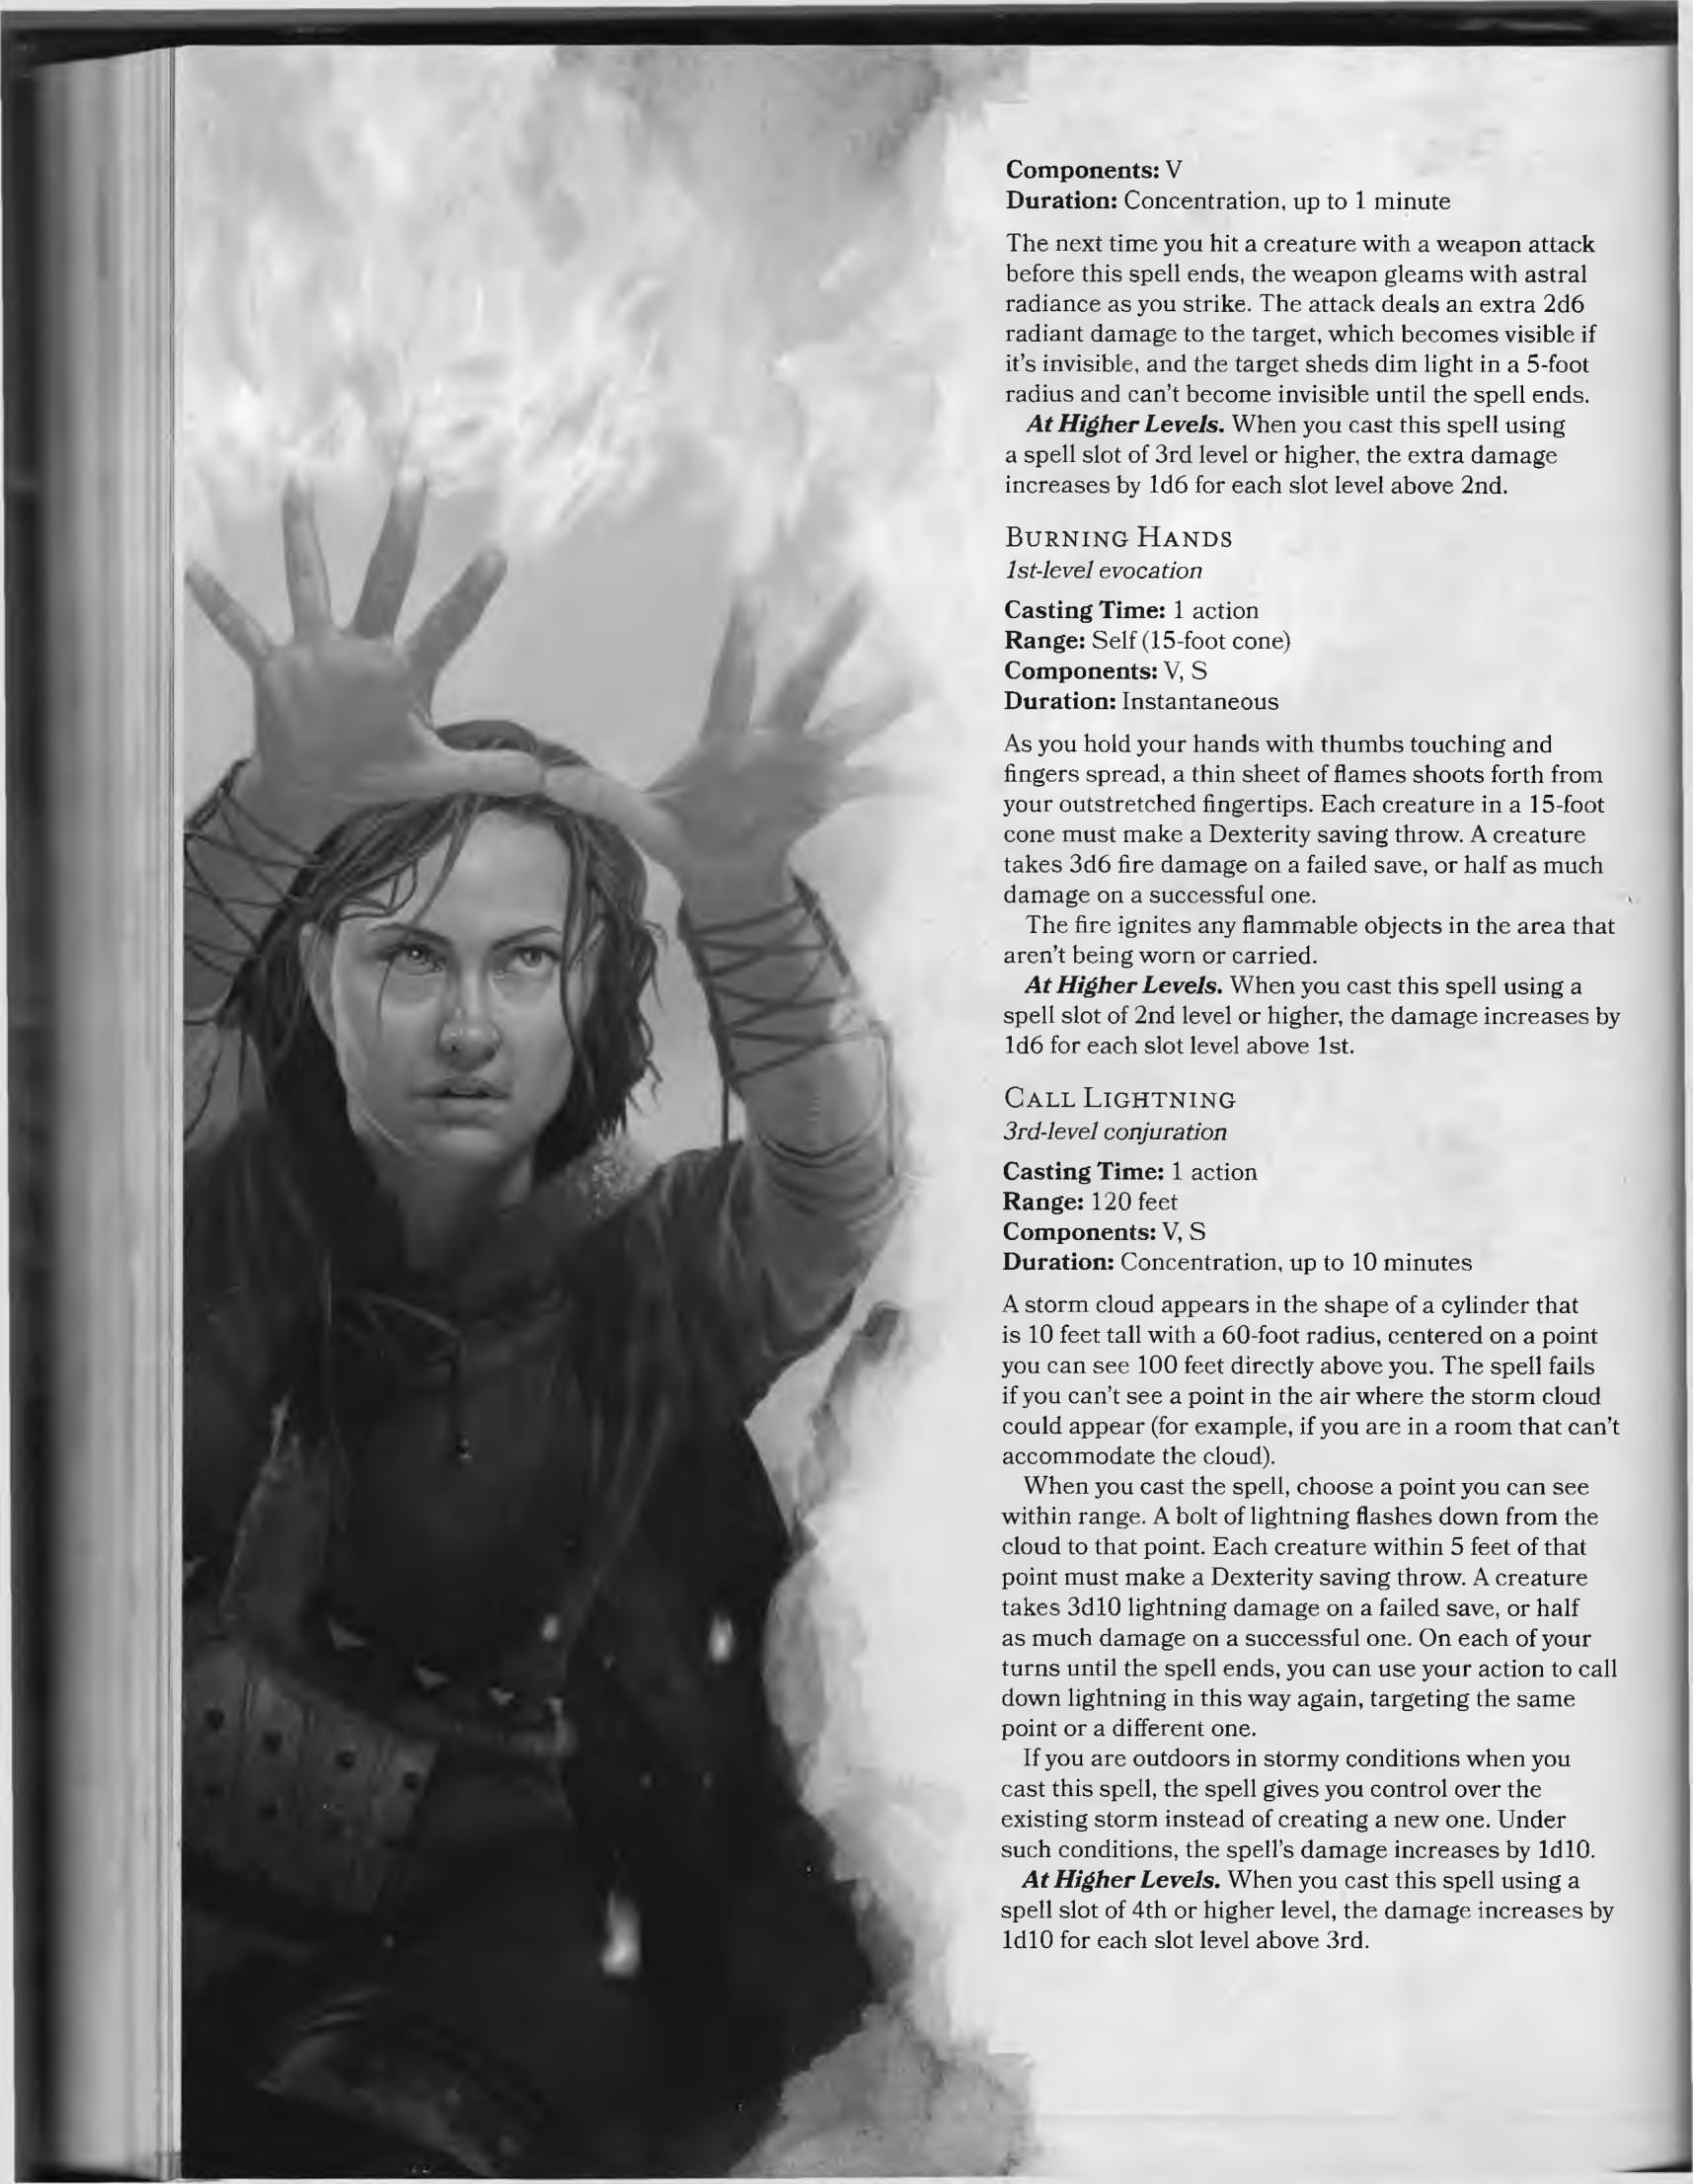 Components: V
Duration: Concentration, up to 1 minute
The next time you hit a creature with a weapon attack
before this spell ends, the weapon gleams with astral
radiance as you strike. The attack deals an extra 2d6
radiant damage to the target, which becomes visible if
it's invisible, and the target sheds dim light in a 5-foot
radius and can't become invisible until the spell ends.
At Higher Levels. When you cast this spell using
a spell slot of 3rd level or higher, the extra damage
increases by 1d6 for each slot level above 2nd.
BURNING HANDS
1st-level evocation
Casting Time: 1 action
Range: Self (15-foot cone)
Components: V, S
Duration: Instantaneous
As you hold your hands with thumbs touching and
fingers spread, a thin sheet of flames shoots forth from
your outstretched fingertips. Each creature in a 15-foot
cone must make a Dexterity saving throw. A creature
takes 3d6 fire damage on a failed save, or half as much
damage on a successful one.
The fire ignites any flammable objects in the area that
aren't being worn or carried.
At Higher Levels. When you cast this spell using a
spell slot of 2nd level or higher, the damage increases by
1d6 for each slot level above 1st.
CALL LIGHTNING
3rd-level conjuration
Casting Time: 1 action
Range: 120 feet
Components: V, S
Duration: Concentration, up to 10 minutes
A storm cloud appears in the shape of a cylinder that
is 10 feet tall with a 60-foot radius, centered on a point
you can see 100 feet directly above you. The spell fails
if you can't see a point in the air where the storm cloud
could appear (for example, if you are in a room that can't
accommodate the cloud).
When you cast the spell, choose a point you can see
within range. A bolt of lightning flashes down from the
cloud to that point. Each creature within 5 feet of that
point must make a Dexterity saving throw. A creature
takes 3d10 lightning damage on a failed save, or half
as much damage on a successful one. On each of your
turns until the spell ends, you can use your action to call
down lightning in this way again, targeting the same
point or a different one.
If you are outdoors in stormy conditions when you
cast this spell, the spell gives you control over the
existing storm instead of creating a new one. Under
such conditions, the spell's damage increases by 1d10.
At Higher Levels. When you cast this spell using a
spell slot of 4th or higher level, the damage increases by
1d10 for each slot level above 3rd.